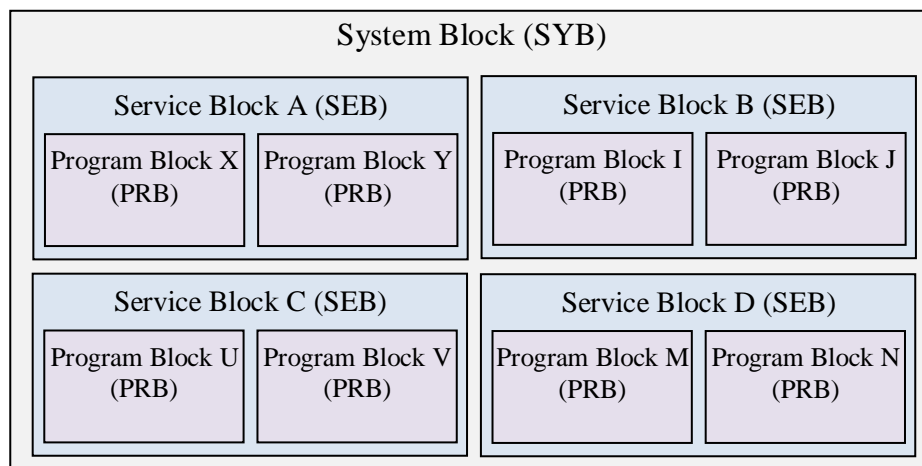 System Block (SYB)
Service Block A (SEB)
Program Block X
(PRB)
Program Block Y
(PRB)
Service Block B (SEB)
Program Block I
(PRB)
Program Block J
(PRB)
Service Block C (SEB)
Program Block U
(PRB)
Program Block V
(PRB)
Service Block D (SEB)
Program Block M
(PRB)
Program Block N
(PRB)